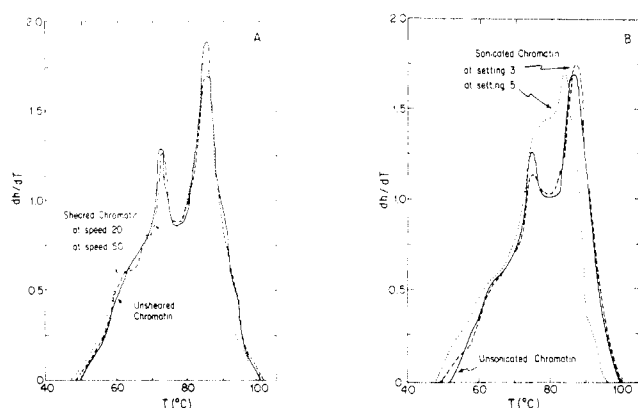 A
2.0
1.5
dh/dT
1.0
Sheared Chromatin
at speed 20
at speed 50
0.5
Unsheared
Chromatin
0
40
60
80
100
T (°C)
B
2.0
Sonicated Chromatin
at setting 3
at setting 5
1.5
dh/dT
1.0
0.5
Unsonicated Chromatin
0
40
60
80
100
T (°C)